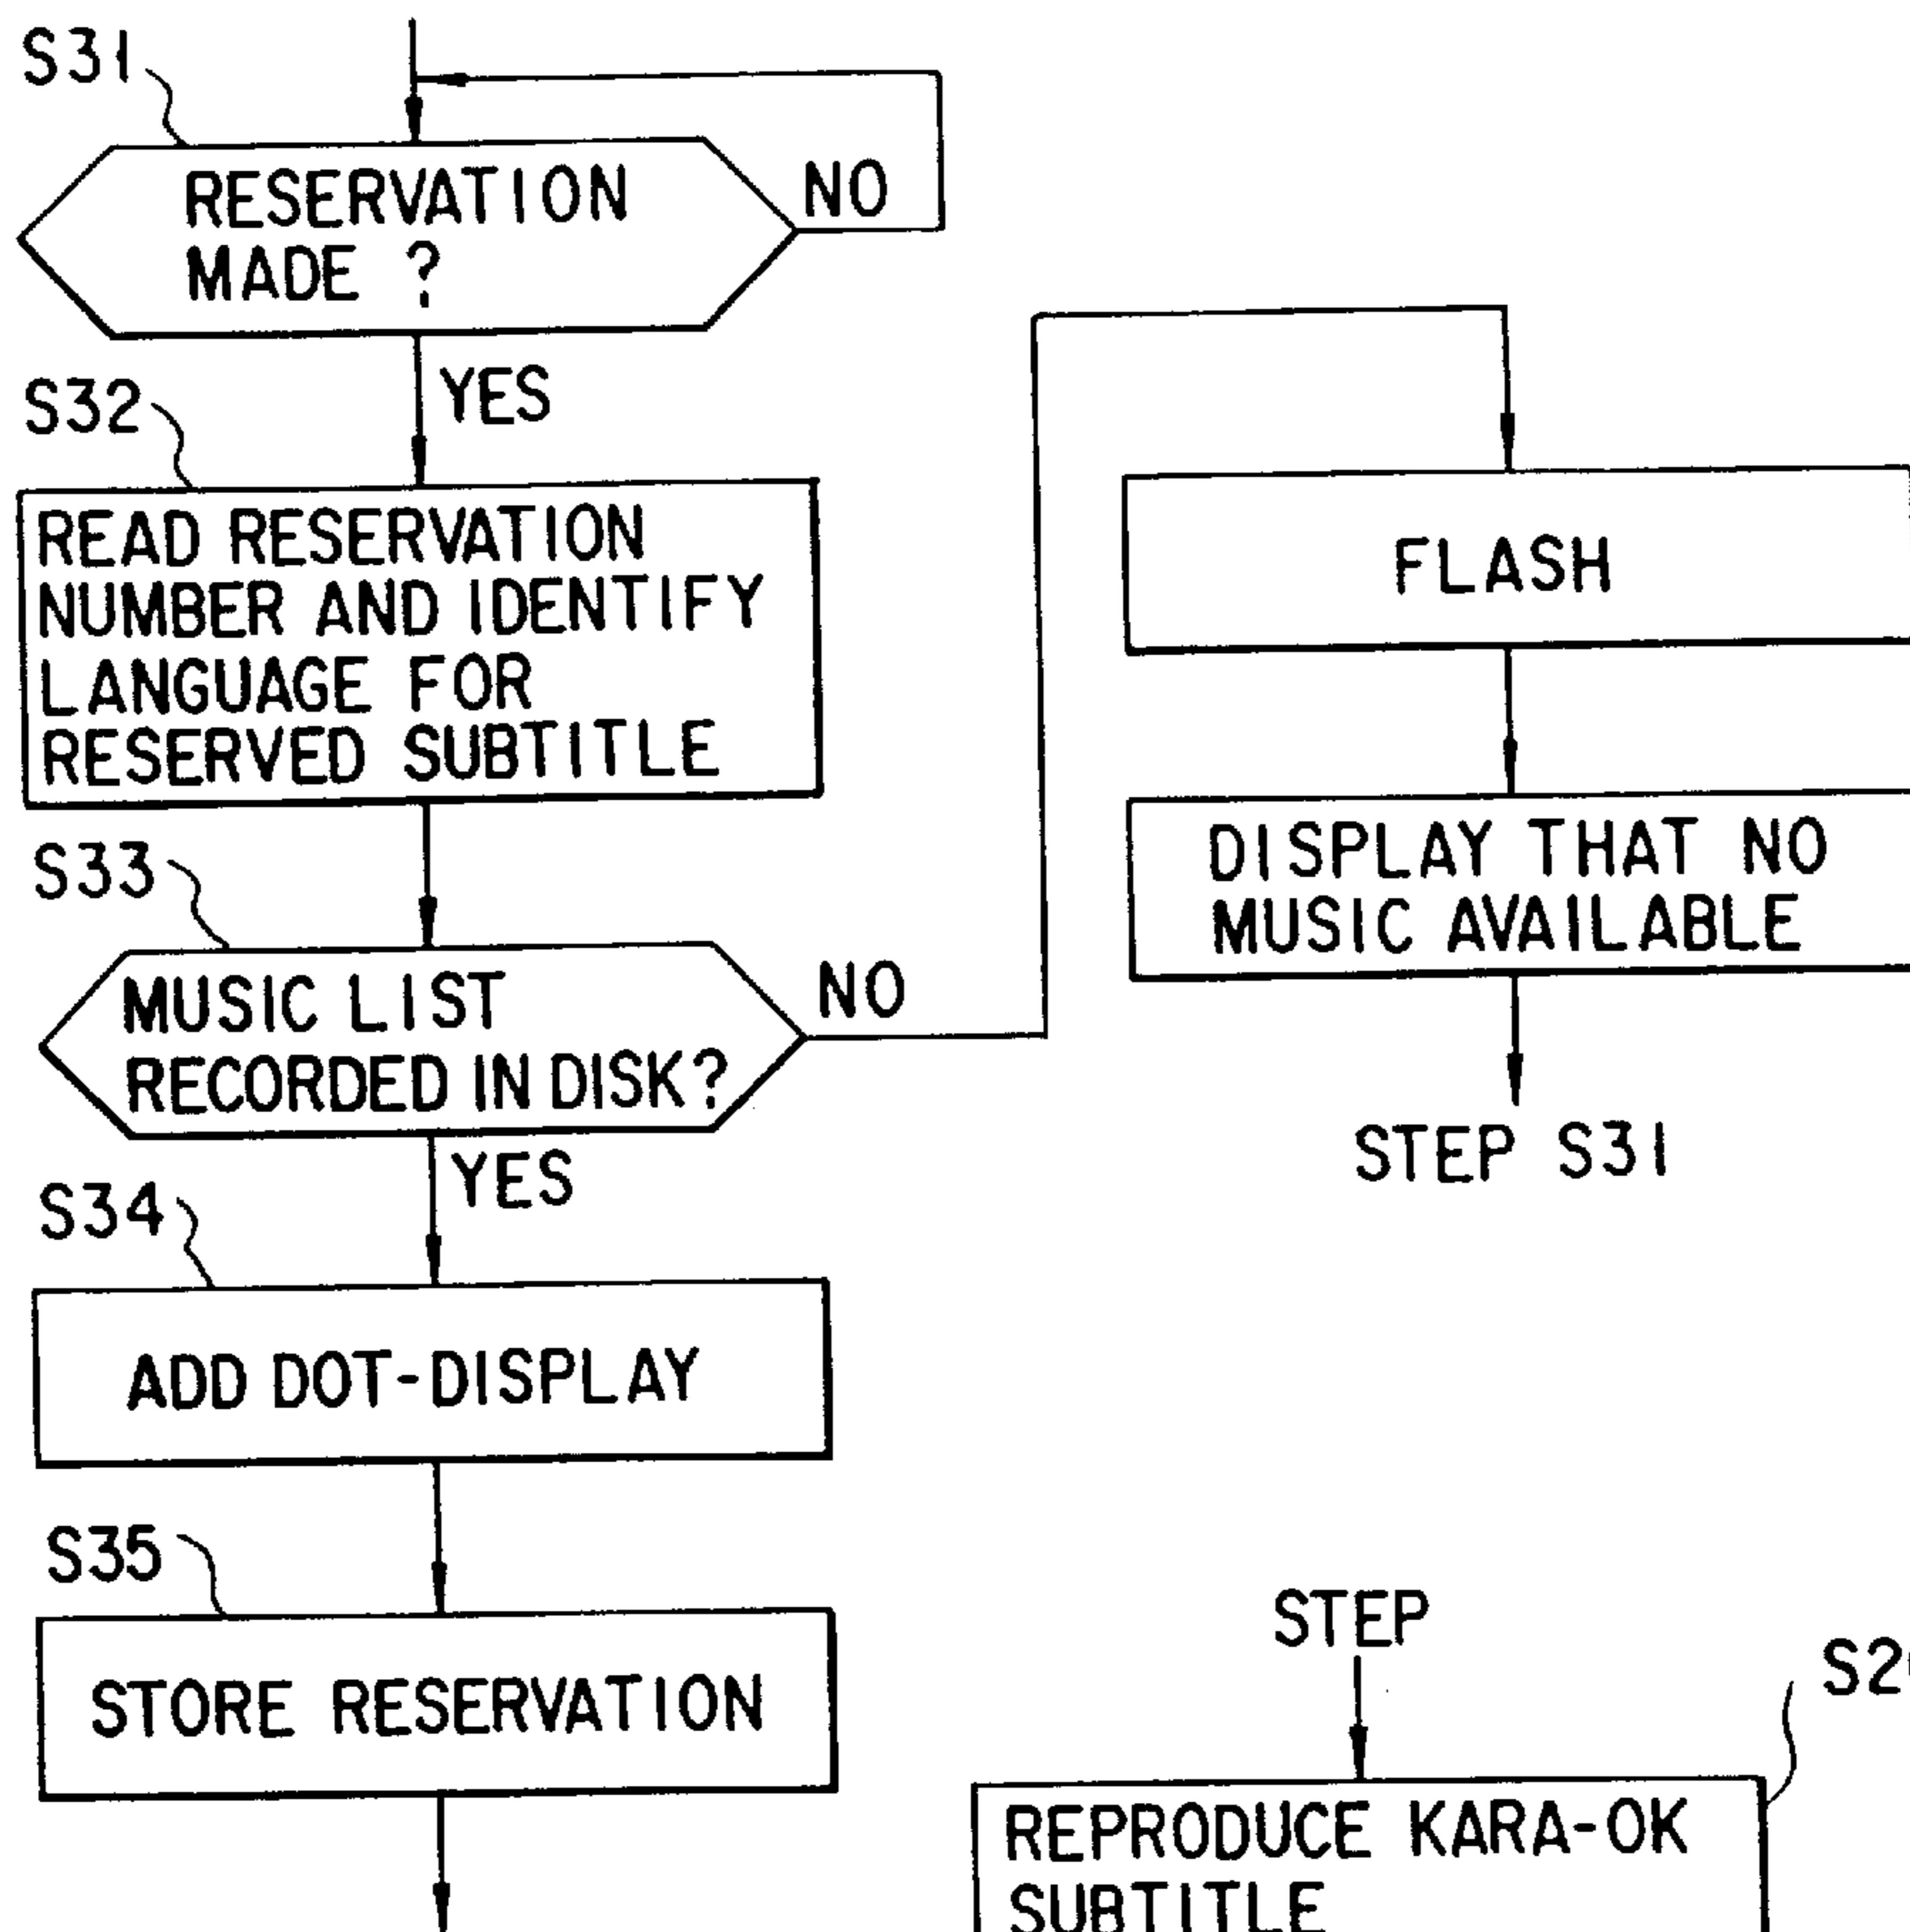 S31
RESERVATION
MADE ?
NO
YES
S32
READ RESERVATION
NUMBER AND IDENTIFY
LANGUAGE FOR
RESERVED SUBTITLE
S33
MUSIC LIST
RECORDED IN DISK?
NO
YES
S34
ADD DOT-DISPLAY
S35
STORE RESERVATION
FLASH
DISPLAY THAT NO
MUSIC AVAILABLE
STEP S31
STEP
REPRODUCE KARA-OK
SUBTITLE